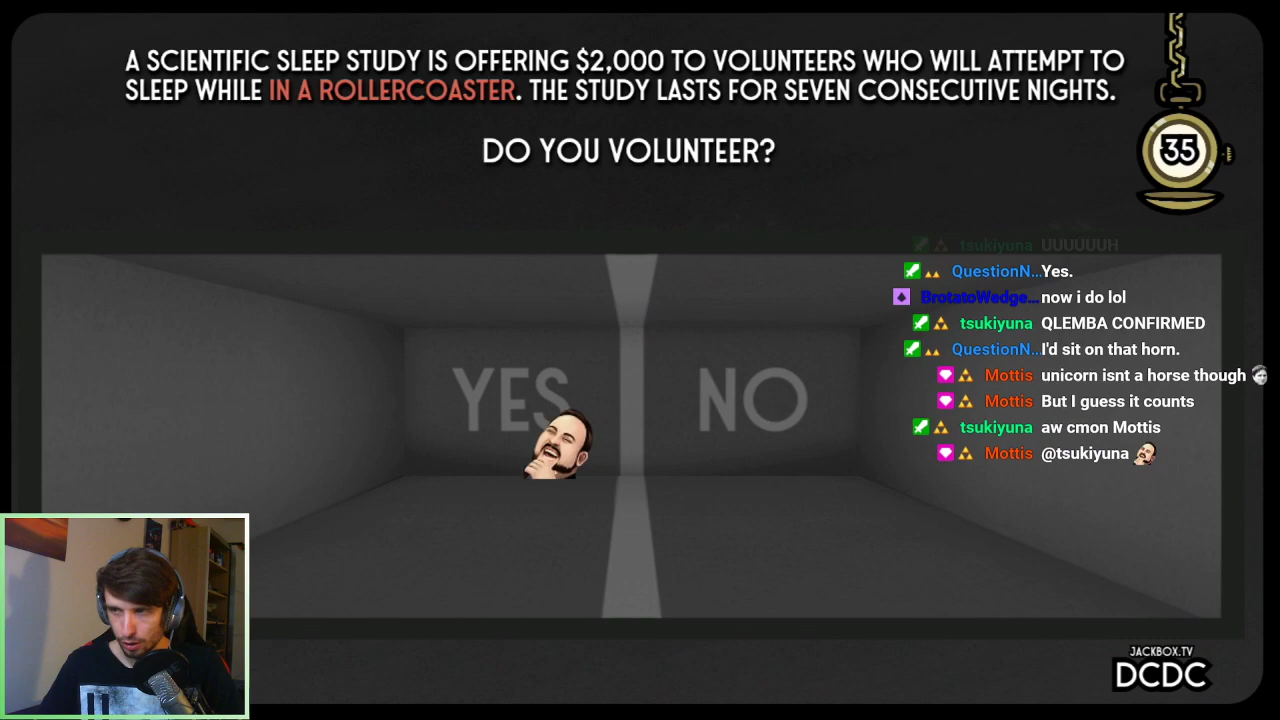 A SCIENTIFIC SLEEP STUDY IS OFFERING $2,000 TO VOLUNTEERS WHO WILL ATTEMPT TO
SLEEP WHILE IN A ROLLERCOASTER. THE STUDY LASTS FOR SEVEN CONSECUTIVE NIGHTS.
DO YOU VOLUNTEER?
35
tsukiyuna UUUUUUH
QuestionN... Yes.
BrotatoWedge... now i do lol
tsukiyuna QLEMBA CONFIRMED
QuestionN... I'd sit on that horn.
Mottis unicorn isnt a horse though
Mottis But I guess it counts
tsukiyuna aw cmon Mottis
Mottis @tsukiyuna
YES
NO
JACKBOX.TV
DCDC